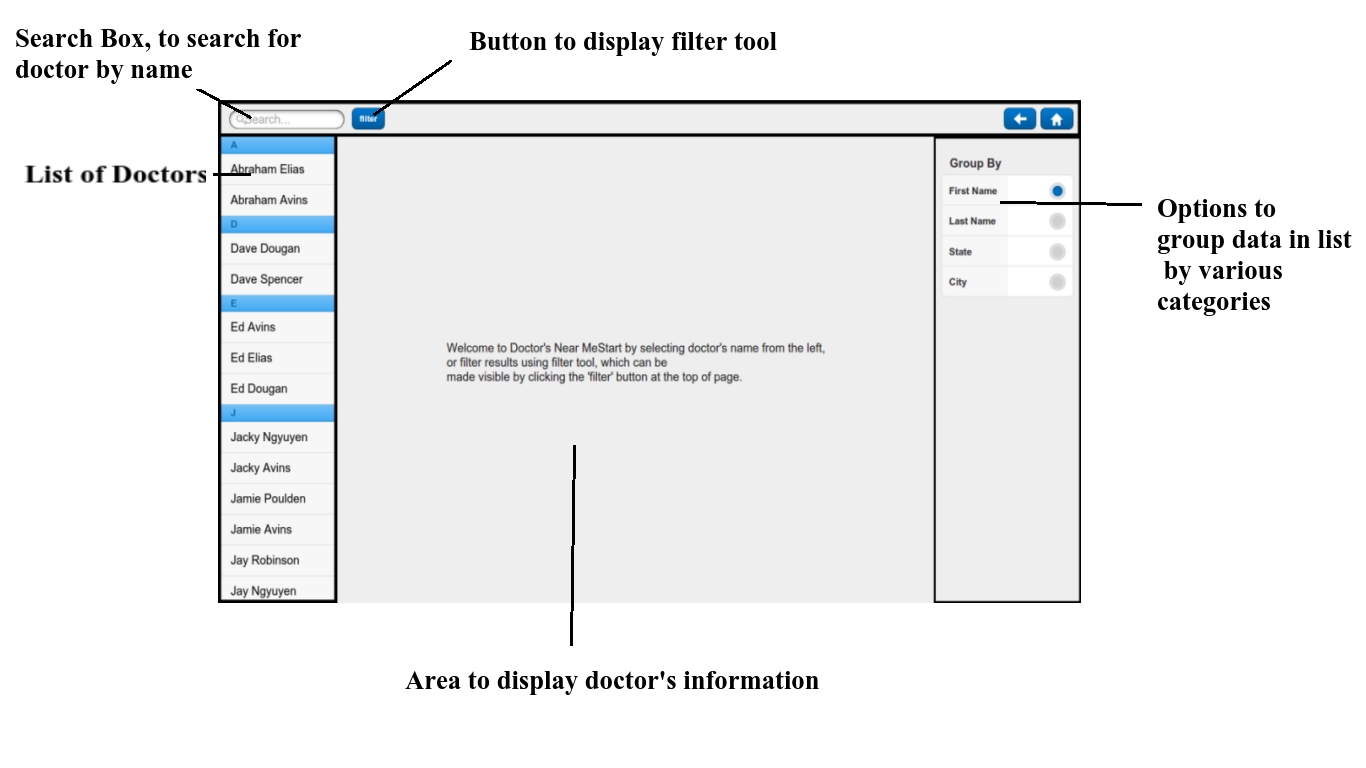 Search Box, to search for
doctor by name
Button to display filter tool
Search...
filter
List of Doctors
A
Abraham Elias
Abraham Avins
D
Dave Dougan
Dave Spencer
E
Ed Avins
Ed Elias
Ed Dougan
J
Jacky Ngyuyen
Jacky Avins
Jamie Poulden
Jamie Avins
Jay Robinson
Jay Ngyuyen
Welcome to Doctor's Near MeStart by selecting doctor's name from the left,
or filter results using filter tool, which can be
made visible by clicking the 'filter' button at the top of page.
Group By
First Name
Last Name
State
City
Options to
group data in list
by various
categories
Area to display doctor's information